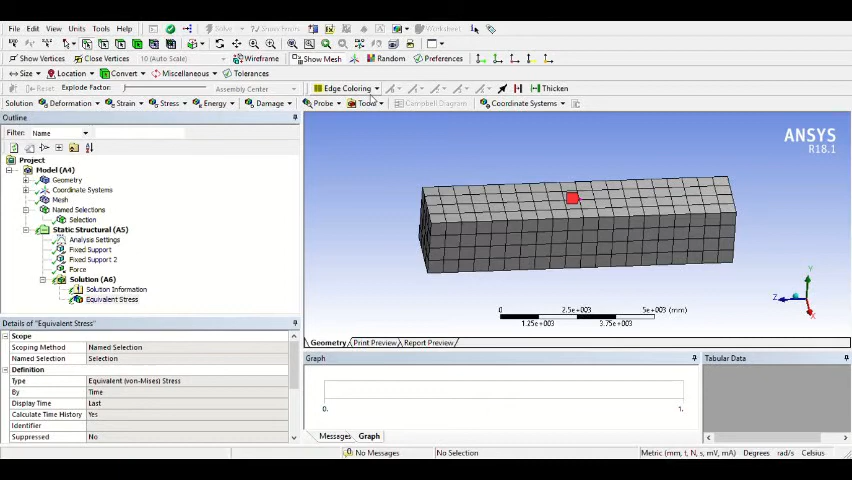 File Edit View Units Tools Help Solve Show Errors Worksheet
10 (Auto Scale) Wireframe Show Mesh Random Preferences
Show Vertices Close Vertices
Size Location Convert Miscellaneous Tolerances
Reset Explode Factor: Assembly Center Edge Coloring Thicken
Solution Deformation Strain Stress Energy Damage Probe Tools Campbell Diagram Coordinate Systems
Outline
Filter: Name
Project
Model (A4)
Geometry
Coordinate Systems
Mesh
Named Selections
Selection
Static Structural (A5)
Analysis Settings
Fixed Support
Fixed Support 2
Force
Solution (A6)
Solution Information
Equivalent Stress
ANSYS
R18.1
Y
Z
X
0 2.5e+003 5e+003 (mm)
1.25e+003 3.75e+003
Geometry Print Preview Report Preview
Details of "Equivalent Stress"
Scope
Scoping Method Named Selection
Named Selection Selection
Definition
Type Equivalent (von-Mises) Stress
By Time
Display Time Last
Calculate Time History Yes
Identifier
Suppressed No
Graph
0. 1.
Messages Graph
Tabular Data
No Messages No Selection Metric (mm, t, N, s, mV, mA) Degrees rad/s Celsius